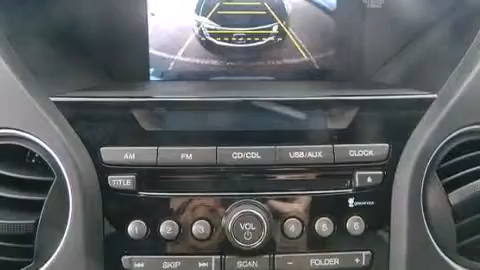 AM FM CD/CDL USB/AUX CLOCK
TITLE
1 2 3 VOL 4 5 6
SKIP SCAN − FOLDER +